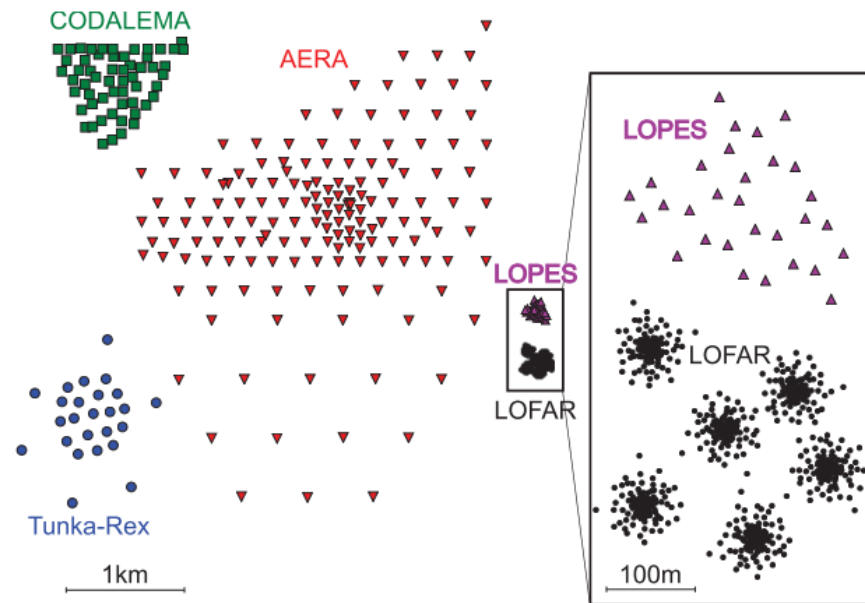 CODALEMA
AERA
LOPES
LOFAR
Tunka-Rex
1km
LOPES
LOFAR
100m